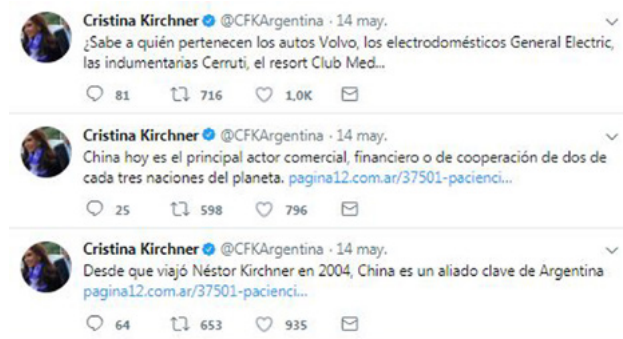 Cristina Kirchner @CFKArgentina · 14 may.
¿Sabe a quién pertenecen los autos Volvo, los electrodomésticos General Electric,
las indumentarias Cerruti, el resort Club Med...
81 716 1,0K
Cristina Kirchner @CFKArgentina · 14 may.
China hoy es el principal actor comercial, financiero o de cooperación de dos de
cada tres naciones del planeta. pagina12.com.ar/37501-pacienci...
25 598 796
Cristina Kirchner @CFKArgentina · 14 may.
Desde que viajó Néstor Kirchner en 2004, China es un aliado clave de Argentina
pagina12.com.ar/37501-pacienci...
64 653 935